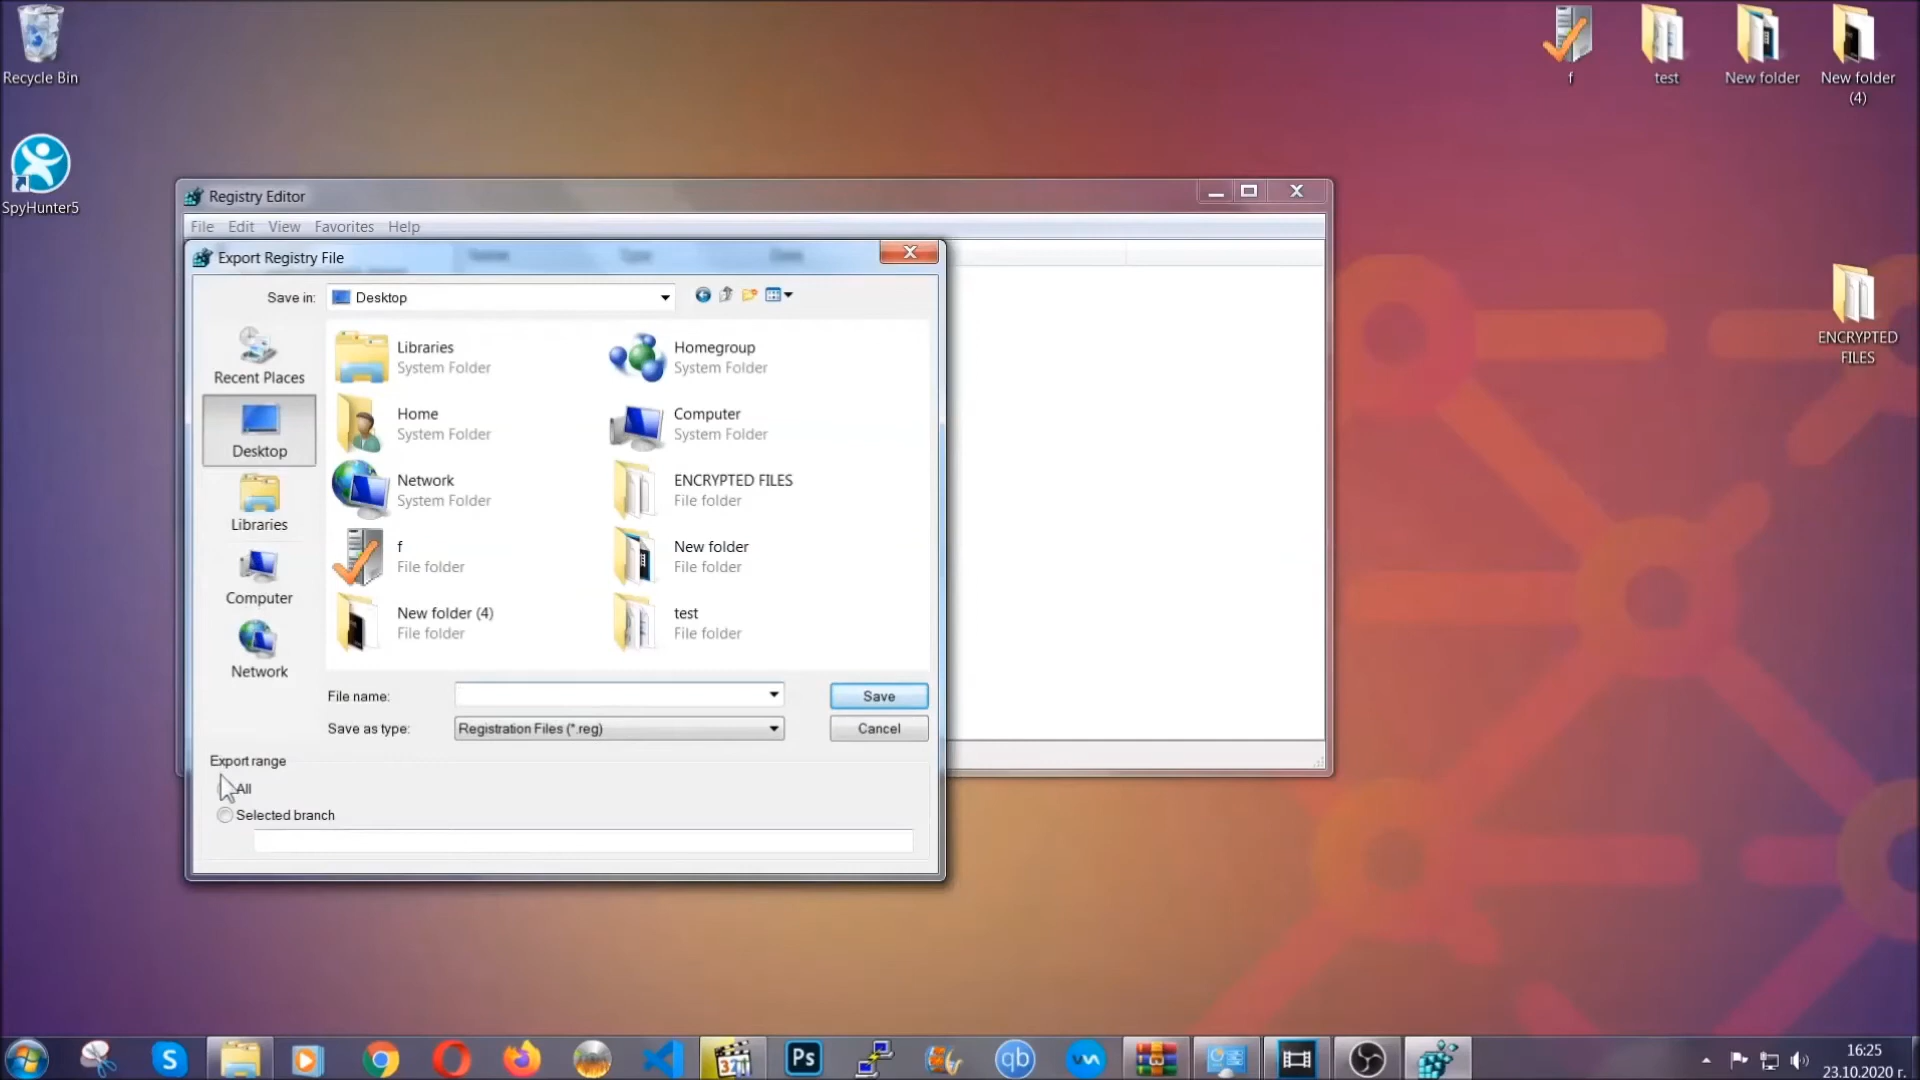 Recycle Bin
SpyHunter5
f
test
New folder
New folder
(4)
ENCRYPTED
FILES
Registry Editor
File Edit View Favorites Help
Export Registry File
Save in: Desktop
Recent Places
Desktop
Libraries
Computer
Network
Libraries
System Folder
Homegroup
System Folder
Home
System Folder
Computer
System Folder
Network
System Folder
ENCRYPTED FILES
File folder
f
File folder
New folder
File folder
New folder (4)
File folder
test
File folder
File name:
Save
Save as type: Registration Files (*.reg)
Cancel
Export range
All
Selected branch
S
321
Ps
qb
16:25
23.10.2020 г.